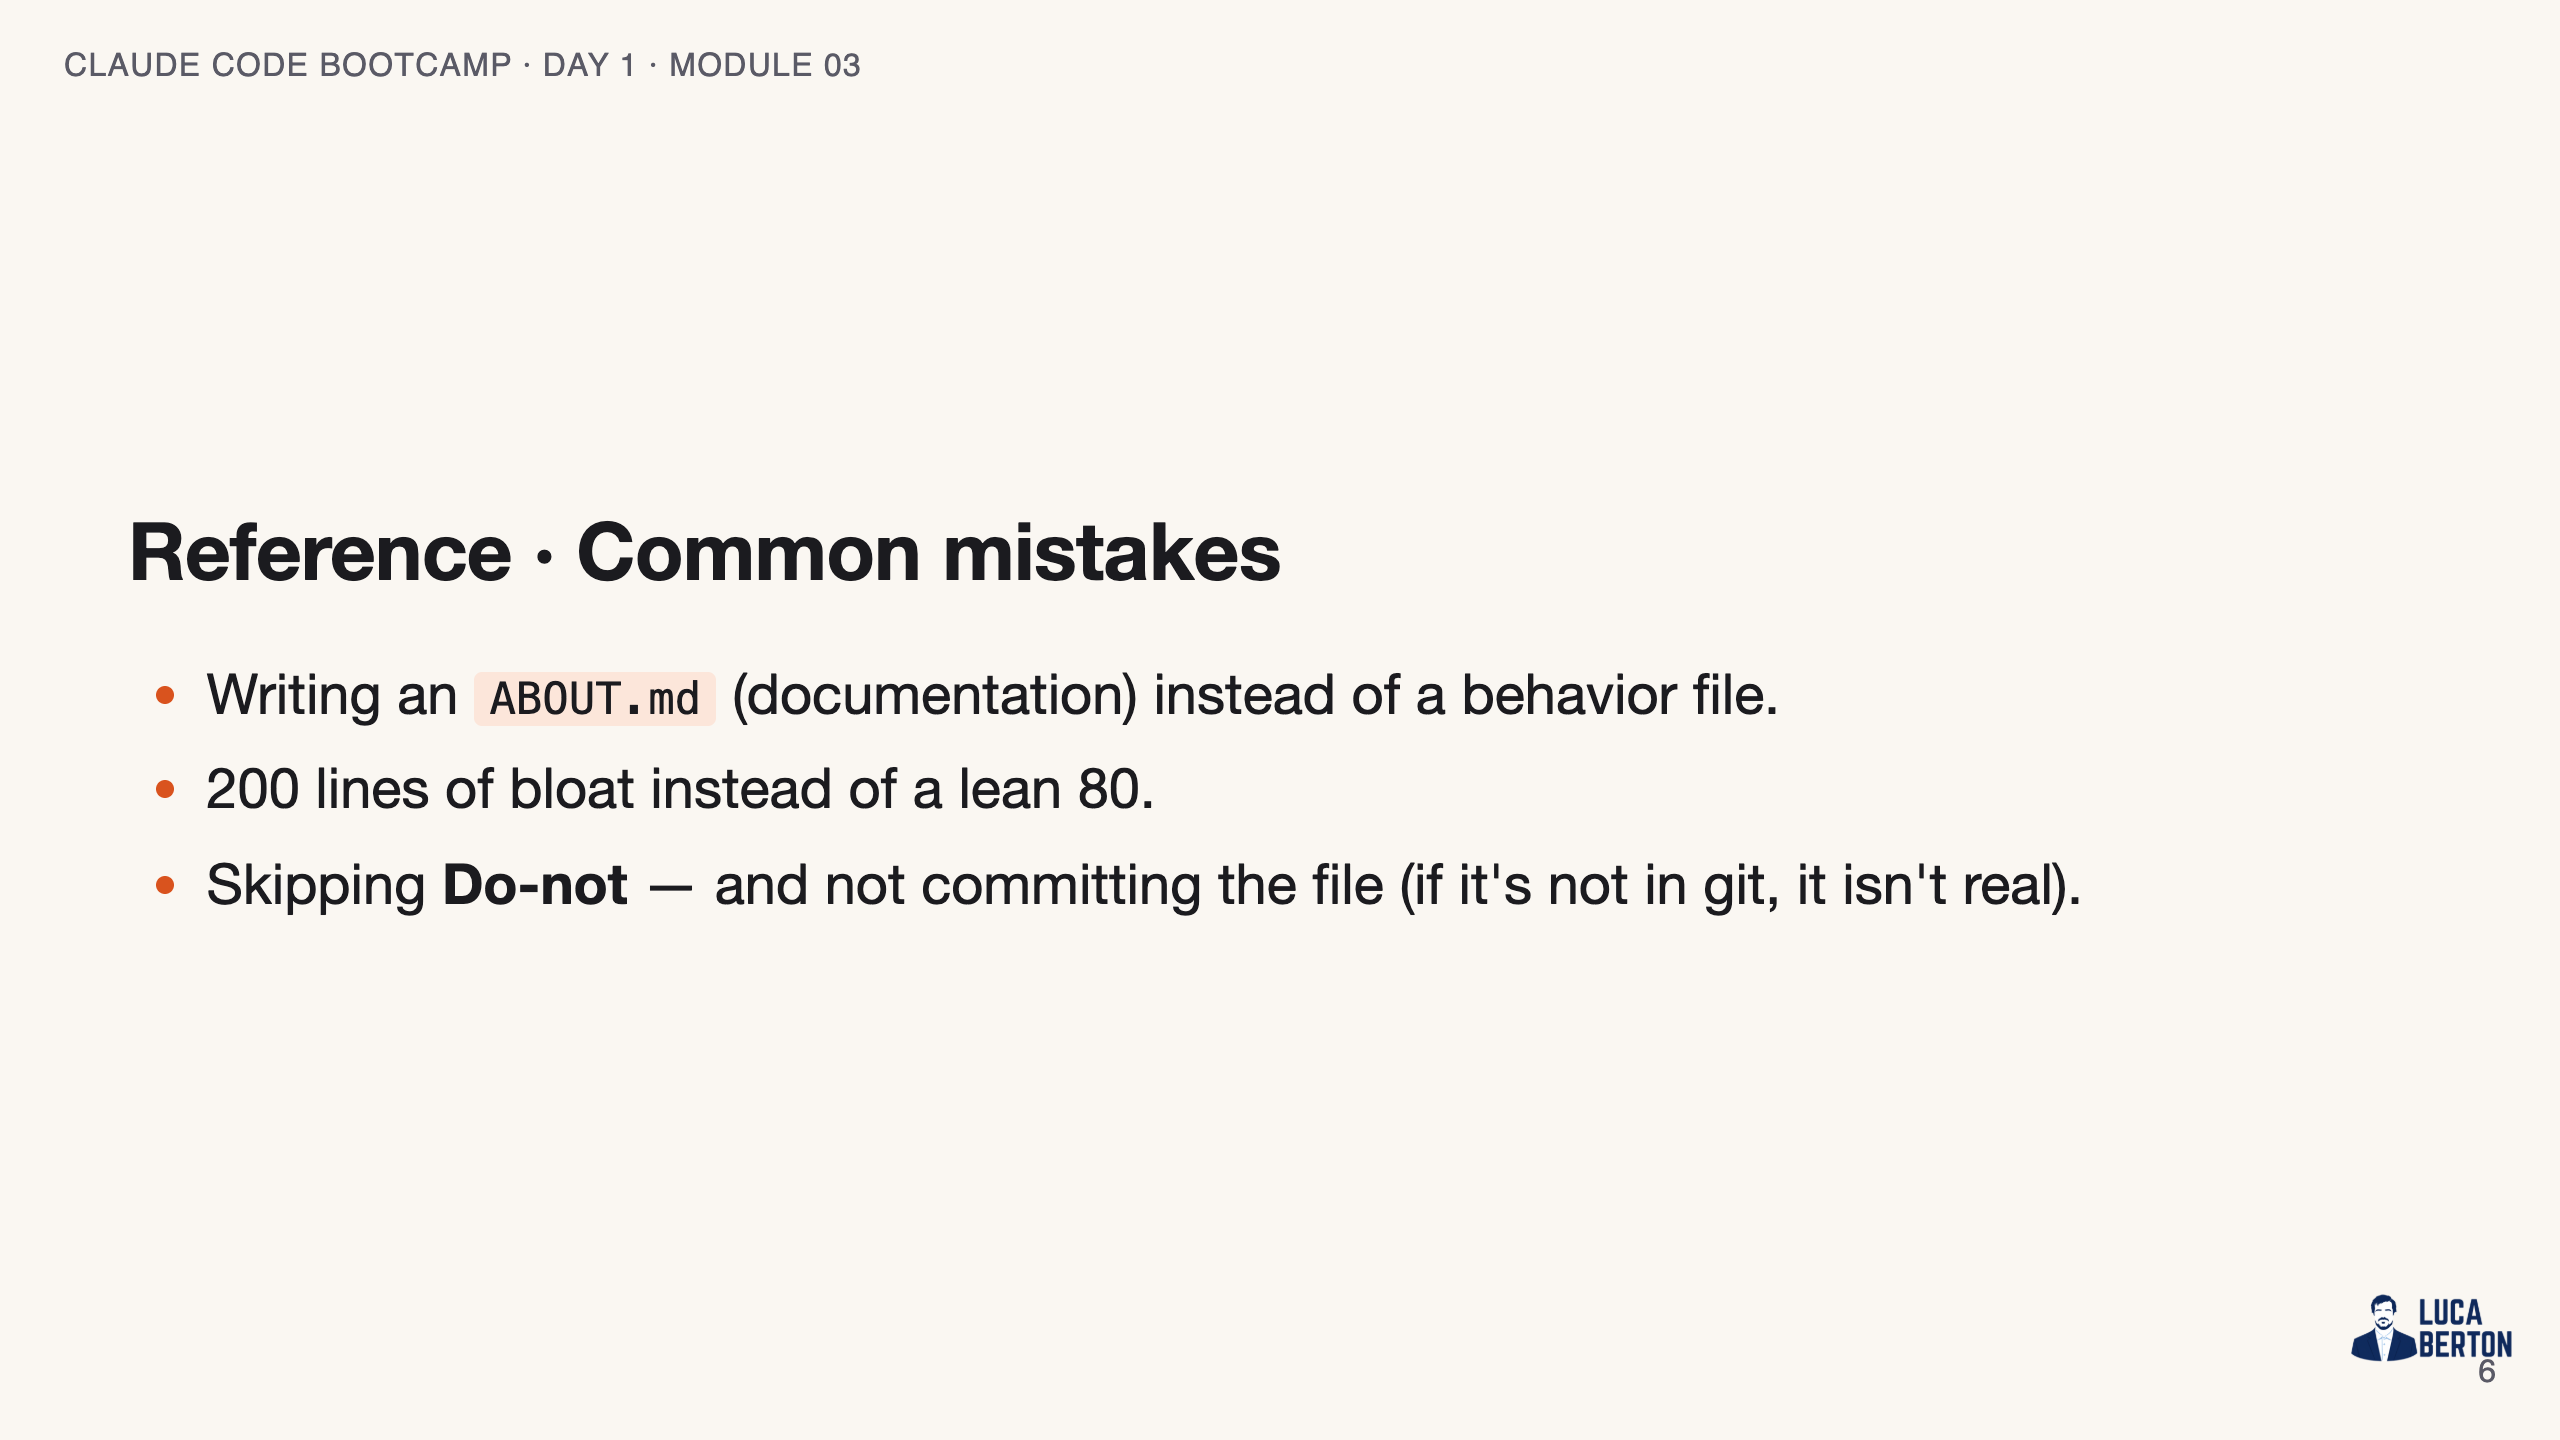 CLAUDE CODE BOOTCAMP · DAY 1 · MODULE 03
Reference · Common mistakes
• Writing an ABOUT.md (documentation) instead of a behavior file.
• 200 lines of bloat instead of a lean 80.
• Skipping Do-not — and not committing the file (if it's not in git, it isn't real).
LUCA
BERTON
6